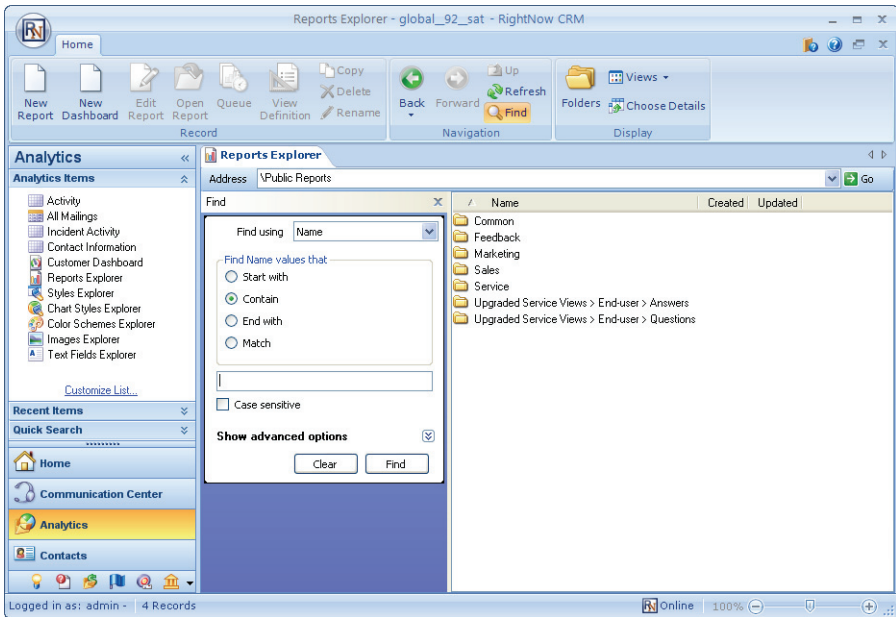 Reports Explorer - global_92_sat - RightNow CRM
Home
New Report
New Dashboard
Edit Report
Open Report
Queue
View Definition
Copy
Delete
Rename
Record
Back
Forward
Up
Refresh
Find
Navigation
Folders
Views
Choose Details
Display
Analytics
Analytics Items
Activity
All Mailings
Incident Activity
Contact Information
Customer Dashboard
Reports Explorer
Styles Explorer
Chart Styles Explorer
Color Schemes Explorer
Images Explorer
Text Fields Explorer
Customize List...
Recent Items
Quick Search
Home
Communication Center
Analytics
Contacts
Reports Explorer
Address \Public Reports
Go
Find
Find using Name
Find Name values that
Start with
Contain
End with
Match
Case sensitive
Show advanced options
Clear
Find
Name Created Updated
Common
Feedback
Marketing
Sales
Service
Upgraded Service Views > End-user > Answers
Upgraded Service Views > End-user > Questions
Logged in as: admin - 4 Records
Online 100%